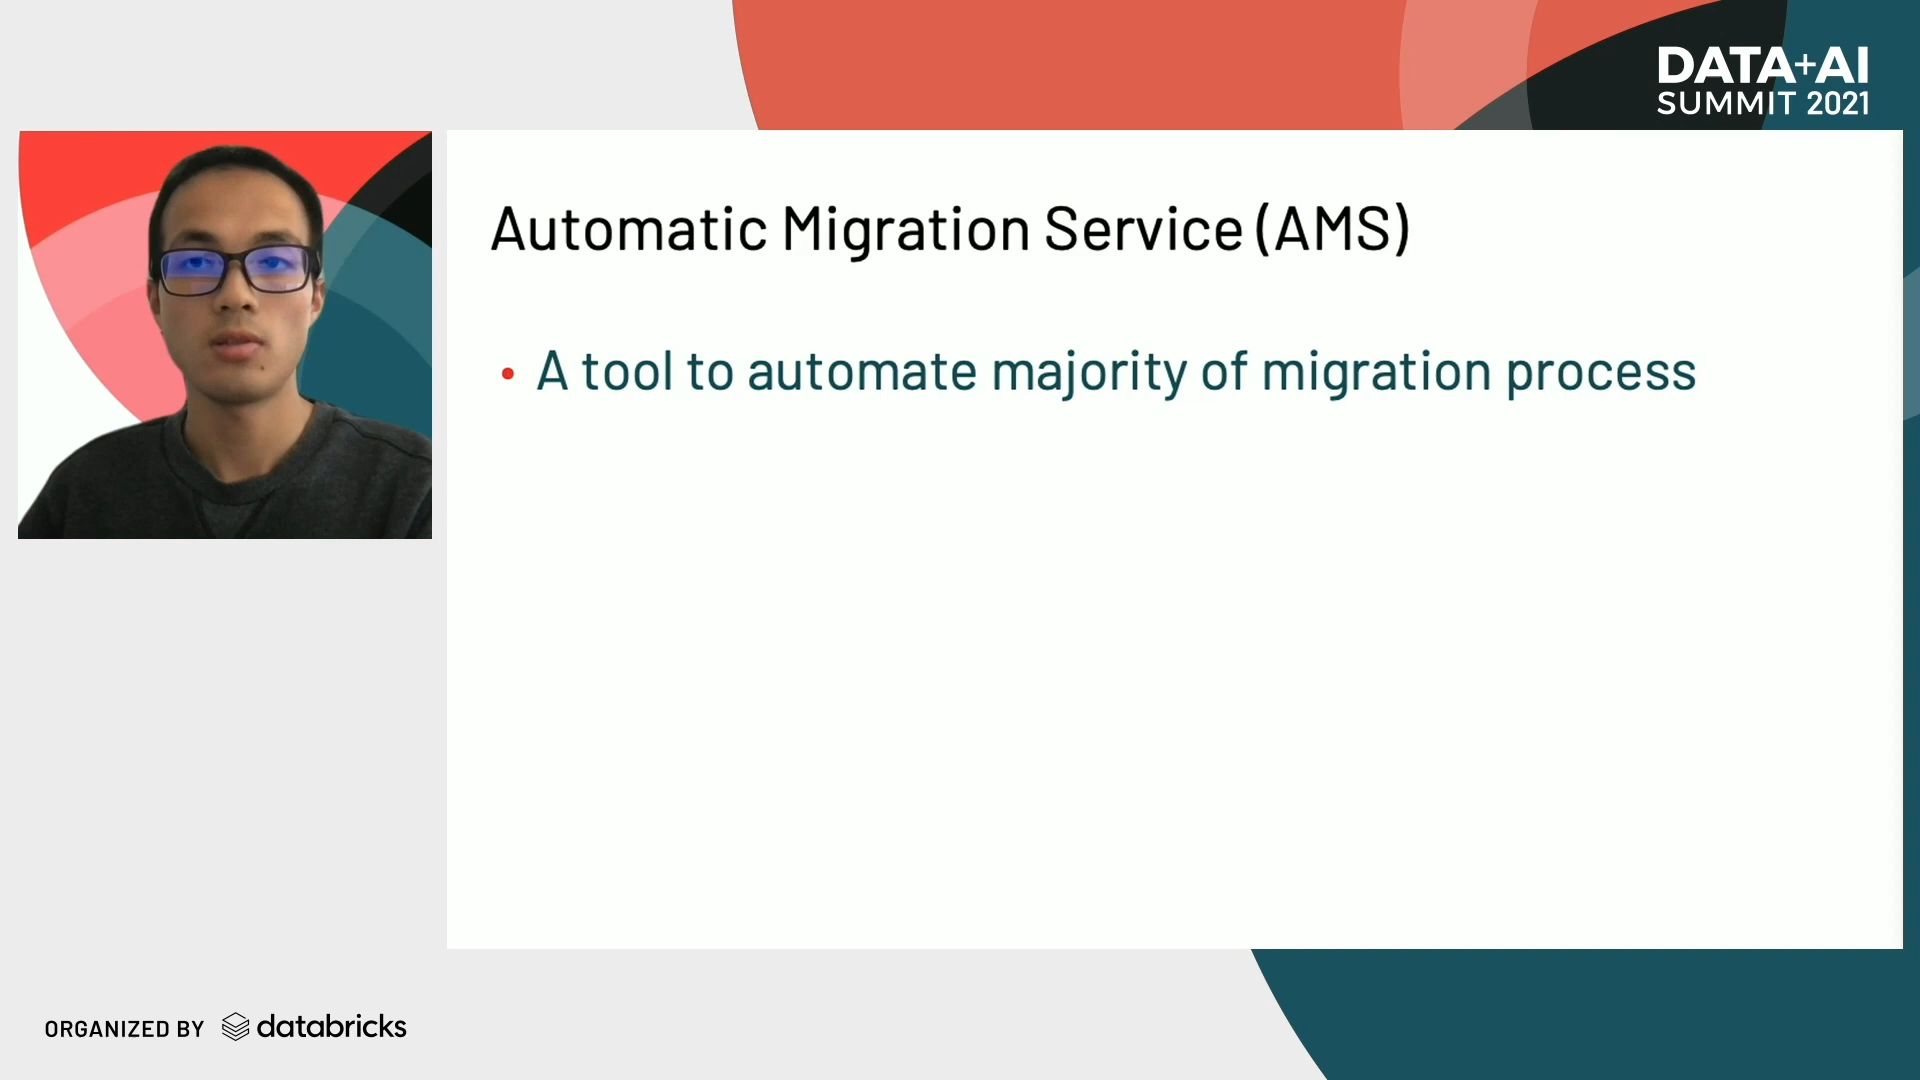 DATA+AI
SUMMIT 2021
Automatic Migration Service (AMS)
• A tool to automate majority of migration process
ORGANIZED BY databricks